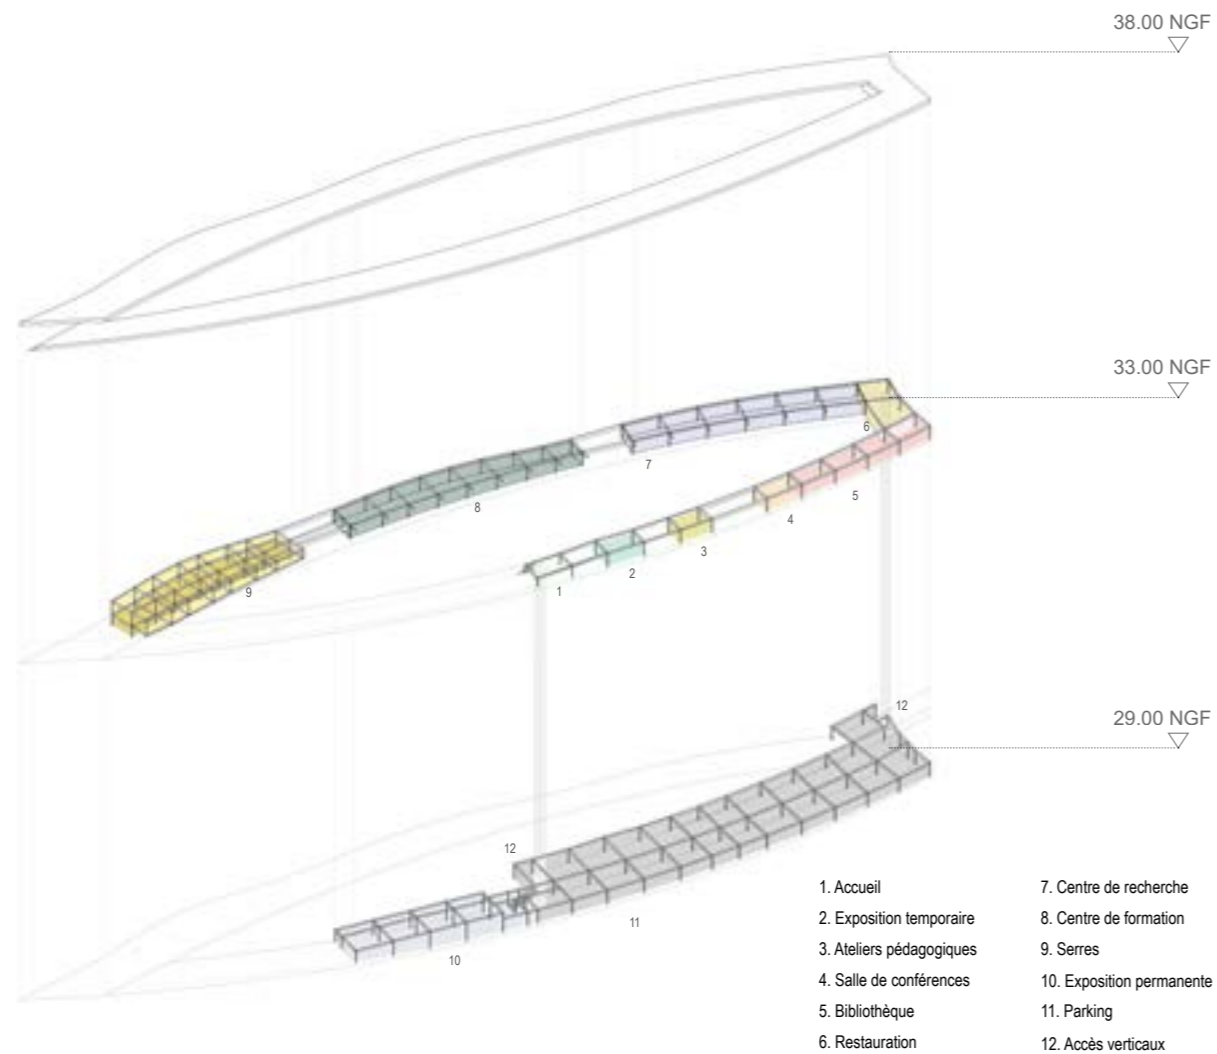 38.00 NGF
33.00 NGF
6
7
5
8
4
3
2
1
9
12
29.00 NGF
12
11
10
1. Accueil
2. Exposition temporaire
3. Ateliers pédagogiques
4. Salle de conférences
5. Bibliothèque
6. Restauration
7. Centre de recherche
8. Centre de formation
9. Serres
10. Exposition permanente
11. Parking
12. Accès verticaux